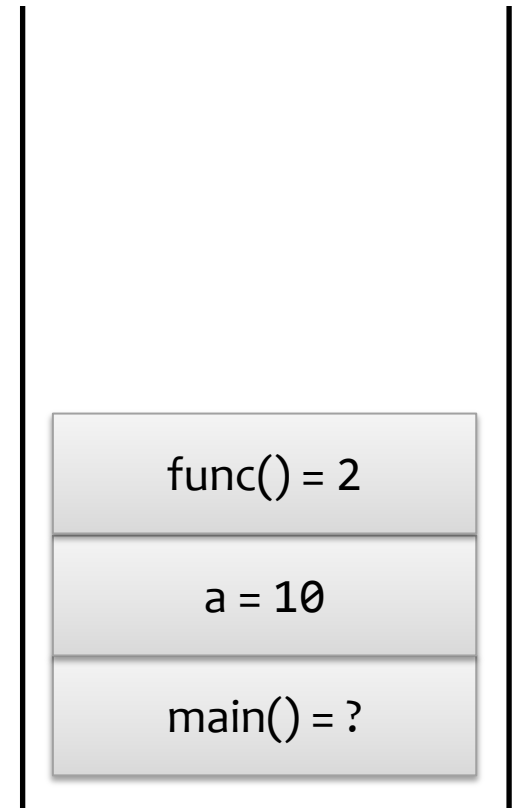 func() = 2
a = 10
main() = ?